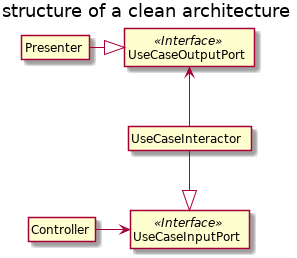 structure of a clean architecture
Presenter
«Interface»
UseCaseOutputPort
UseCaseInteractor
Controller
«Interface»
UseCaseInputPort